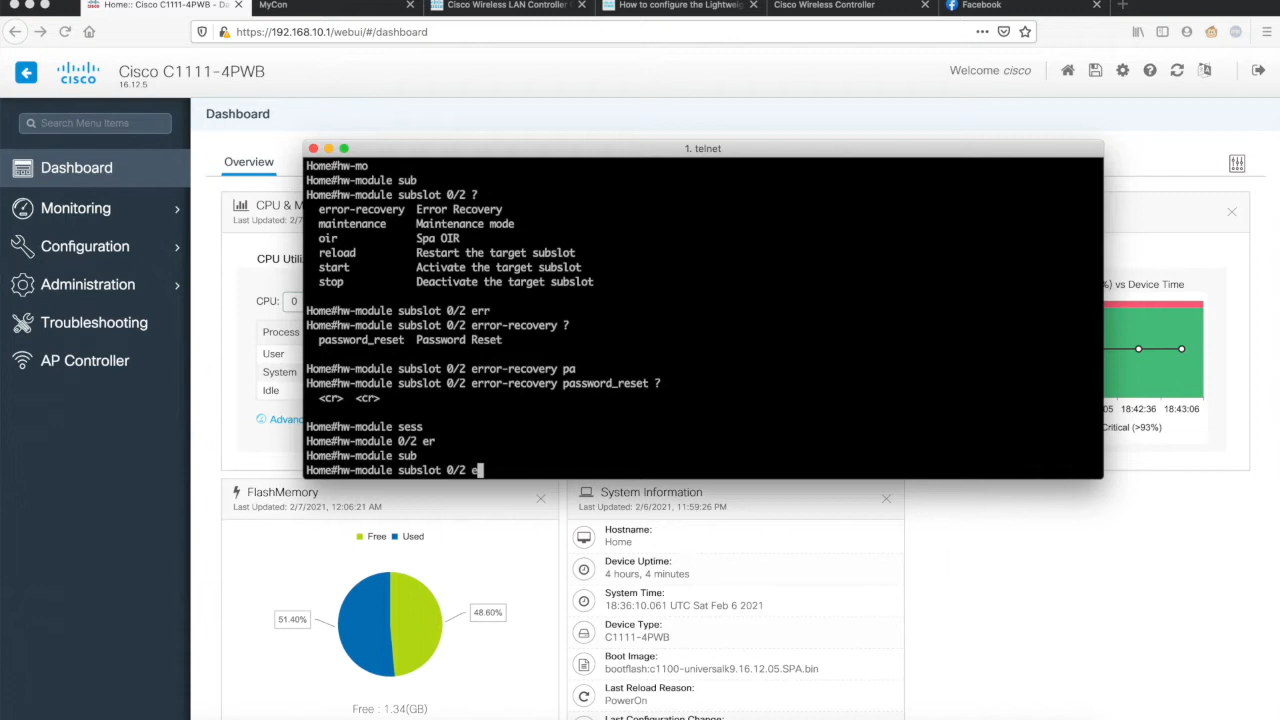 Home:: Cisco C1111-4PWB - Da
MyCon
Cisco Wireless LAN Controller
How to configure the Lightweig
Cisco Wireless Controller
Facebook
https://192.168.10.1/webui/#/dashboard
CISCO
Cisco C1111-4PWB
16.12.5
Welcome cisco
Search Menu Items
Dashboard
Monitoring
Configuration
Administration
Troubleshooting
AP Controller
Dashboard
Overview
CPU & M
Last Updated: 2/7
CPU Utiliz
CPU: 0
Process
User
System
Idle
Advan
1. telnet
Home#hw-mo
Home#hw-module sub
Home#hw-module subslot 0/2 ?
error-recovery Error Recovery
maintenance Maintenance mode
oir Spa OIR
reload Restart the target subslot
start Activate the target subslot
stop Deactivate the target subslot
Home#hw-module subslot 0/2 err
Home#hw-module subslot 0/2 error-recovery ?
password_reset Password Reset
Home#hw-module subslot 0/2 error-recovery pa
Home#hw-module subslot 0/2 error-recovery password_reset ?
<cr> <cr>
Home#hw-module sess
Home#hw-module 0/2 er
Home#hw-module sub
Home#hw-module subslot 0/2 e
%) vs Device Time
05 18:42:36 18:43:06
Critical (>93%)
FlashMemory
Last Updated: 2/7/2021, 12:06:21 AM
Free Used
51.40%
48.60%
Free : 1.34(GB)
System Information
Last Updated: 2/6/2021, 11:59:26 PM
Hostname:
Home
Device Uptime:
4 hours, 4 minutes
System Time:
18:36:10.061 UTC Sat Feb 6 2021
Device Type:
C1111-4PWB
Boot Image:
bootflash:c1100-universalk9.16.12.05.SPA.bin
Last Reload Reason:
PowerOn
Last Configuration Change: